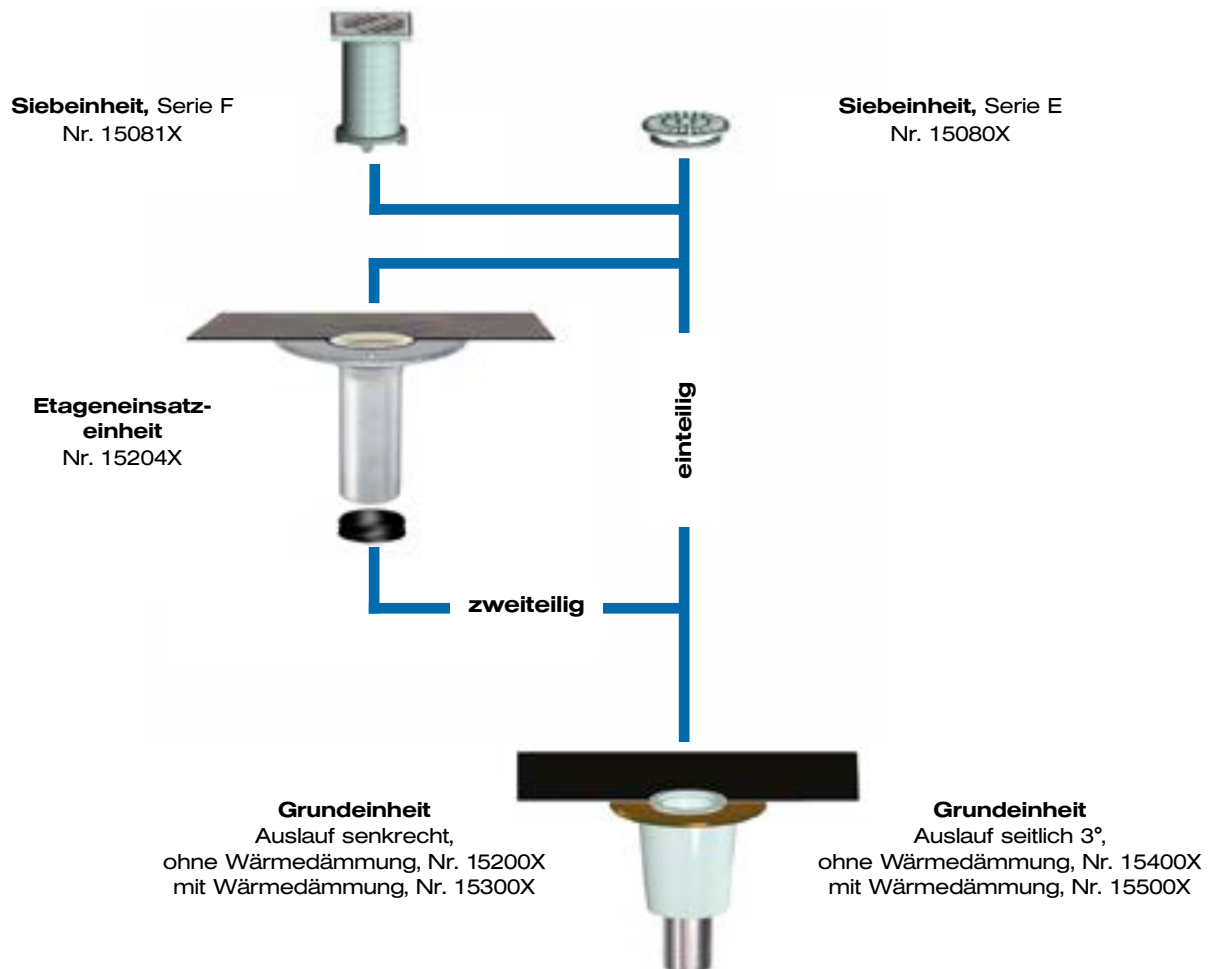 Siebeinheit, Serie F
Nr. 15081X
Siebeinheit, Serie E
Nr. 15080X
Etageneinsatz-
einheit
Nr. 15204X
einteilig
zweiteilig
Grundeinheit
Auslauf senkrecht,
ohne Wärmedämmung, Nr. 15200X
mit Wärmedämmung, Nr. 15300X
Grundeinheit
Auslauf seitlich 3°,
ohne Wärmedämmung, Nr. 15400X
mit Wärmedämmung, Nr. 15500X